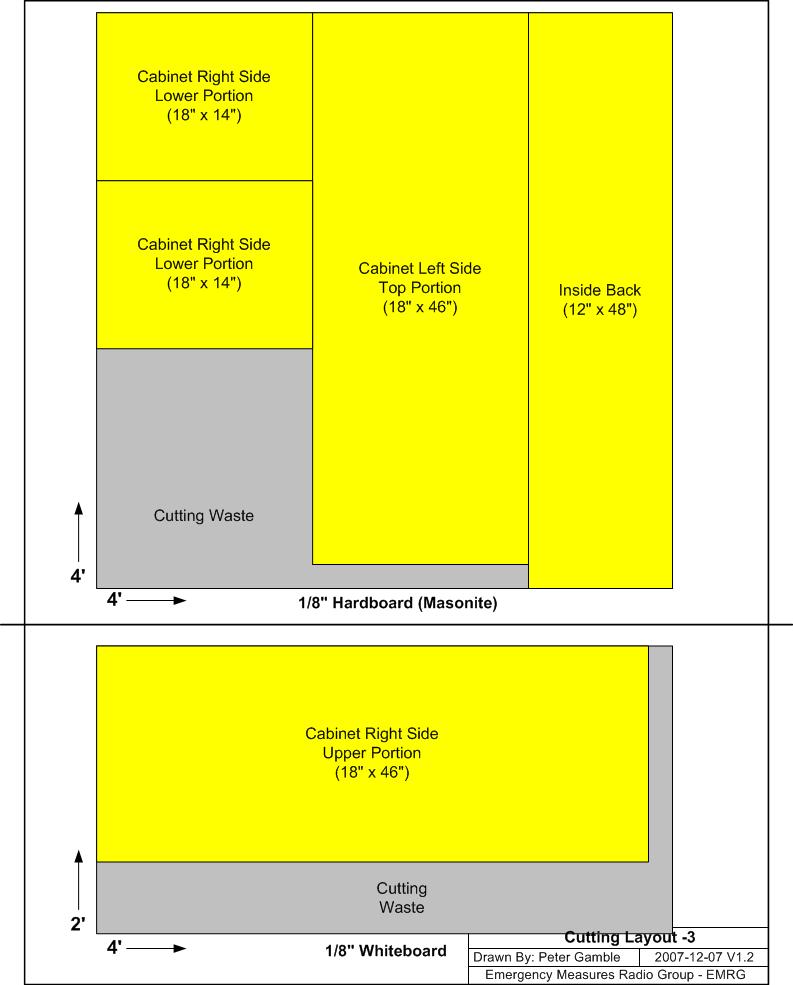 Cabinet Right Side
Lower Portion
(18" x 14")
Cabinet Right Side
Lower Portion
(18" x 14")
Cabinet Left Side
Top Portion
(18" x 46")
Inside Back
(12" x 48")
Cutting Waste
4'
4'
1/8" Hardboard (Masonite)
Cabinet Right Side
Upper Portion
(18" x 46")
Cutting
Waste
2'
4'
1/8" Whiteboard
Cutting Layout -3
Drawn By: Peter Gamble
2007-12-07 V1.2
Emergency Measures Radio Group - EMRG